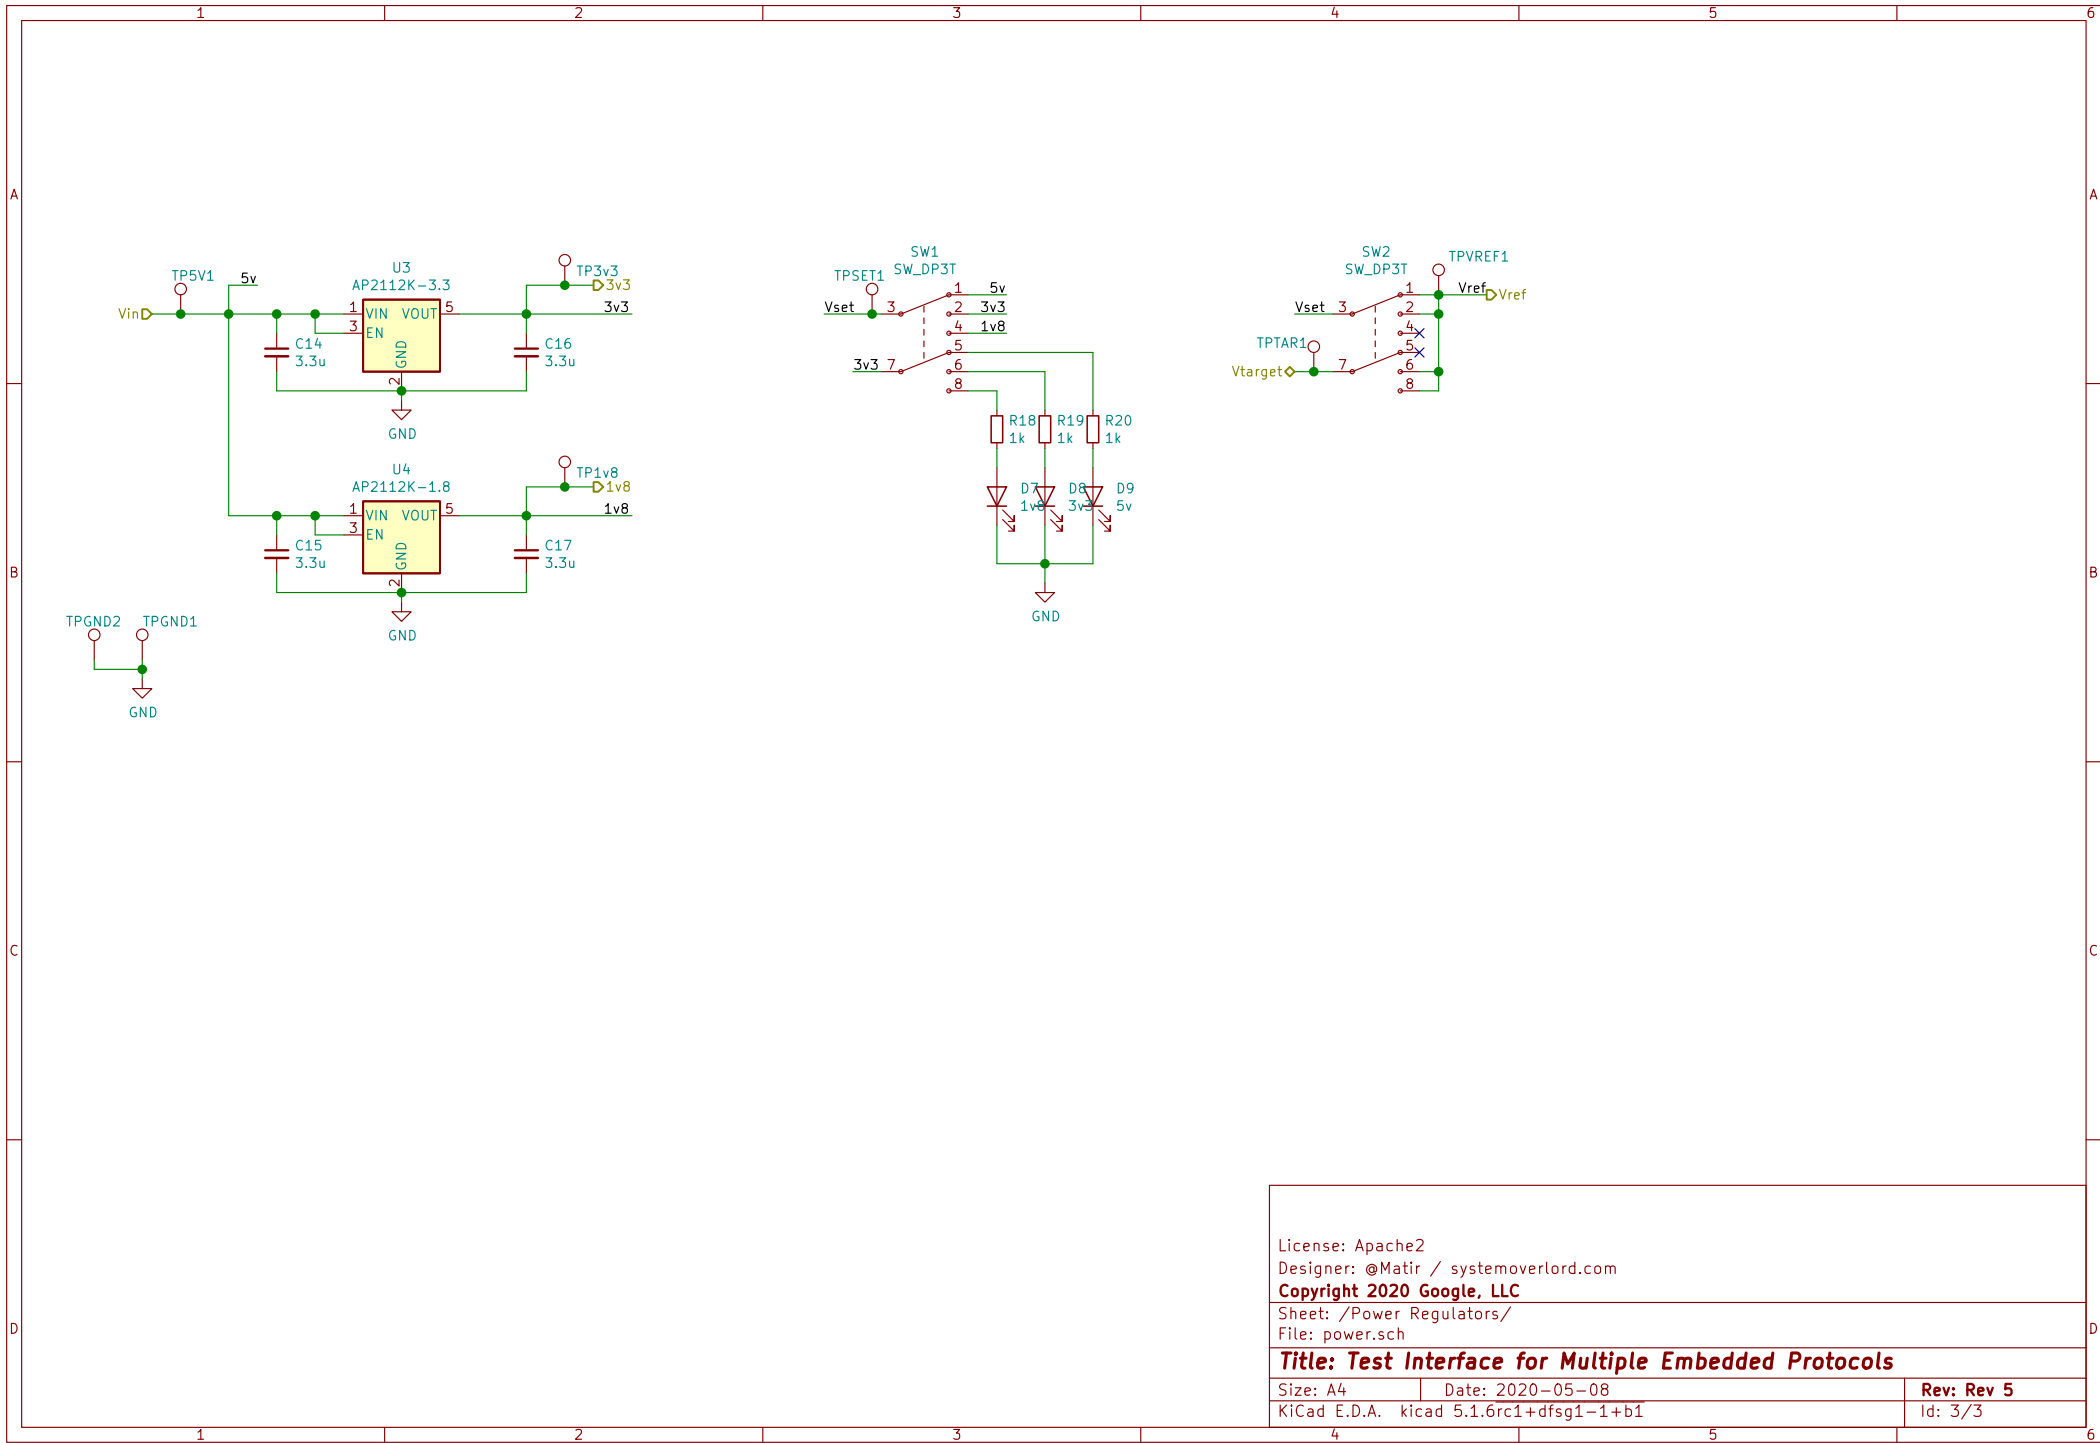 1 2 3 4 5 6
A A
B B
C C
D D
TP5V1
5v
Vin
U3
AP2112K-3.3
1 VIN VOUT 5
3 EN
GND
2
C14
3.3u
C16
3.3u
GND
TP3v3
3v3
3v3
U4
AP2112K-1.8
1 VIN VOUT 5
3 EN
GND
2
C15
3.3u
C17
3.3u
GND
TP1v8
1v8
1v8
TPGND2 TPGND1
GND
SW1
SW_DP3T
TPSET1
Vset 3
1 5v
2 3v3
4 1v8
5
3v3 7
6
8
R18
1k
R19
1k
R20
1k
D7
1v8
D8
3v3
D9
5v
GND
SW2
SW_DP3T
TPVREF1
Vset 3
1 Vref Vref
2
4
5
TPTAR1
Vtarget 7
6
8
License: Apache2
Designer: @Matir / systemoverlord.com
Copyright 2020 Google, LLC
Sheet: /Power Regulators/
File: power.sch
Title: Test Interface for Multiple Embedded Protocols
Size: A4 Date: 2020-05-08 Rev: Rev 5
KiCad E.D.A. kicad 5.1.6rc1+dfsg1-1+b1 Id: 3/3
1 2 3 4 5 6